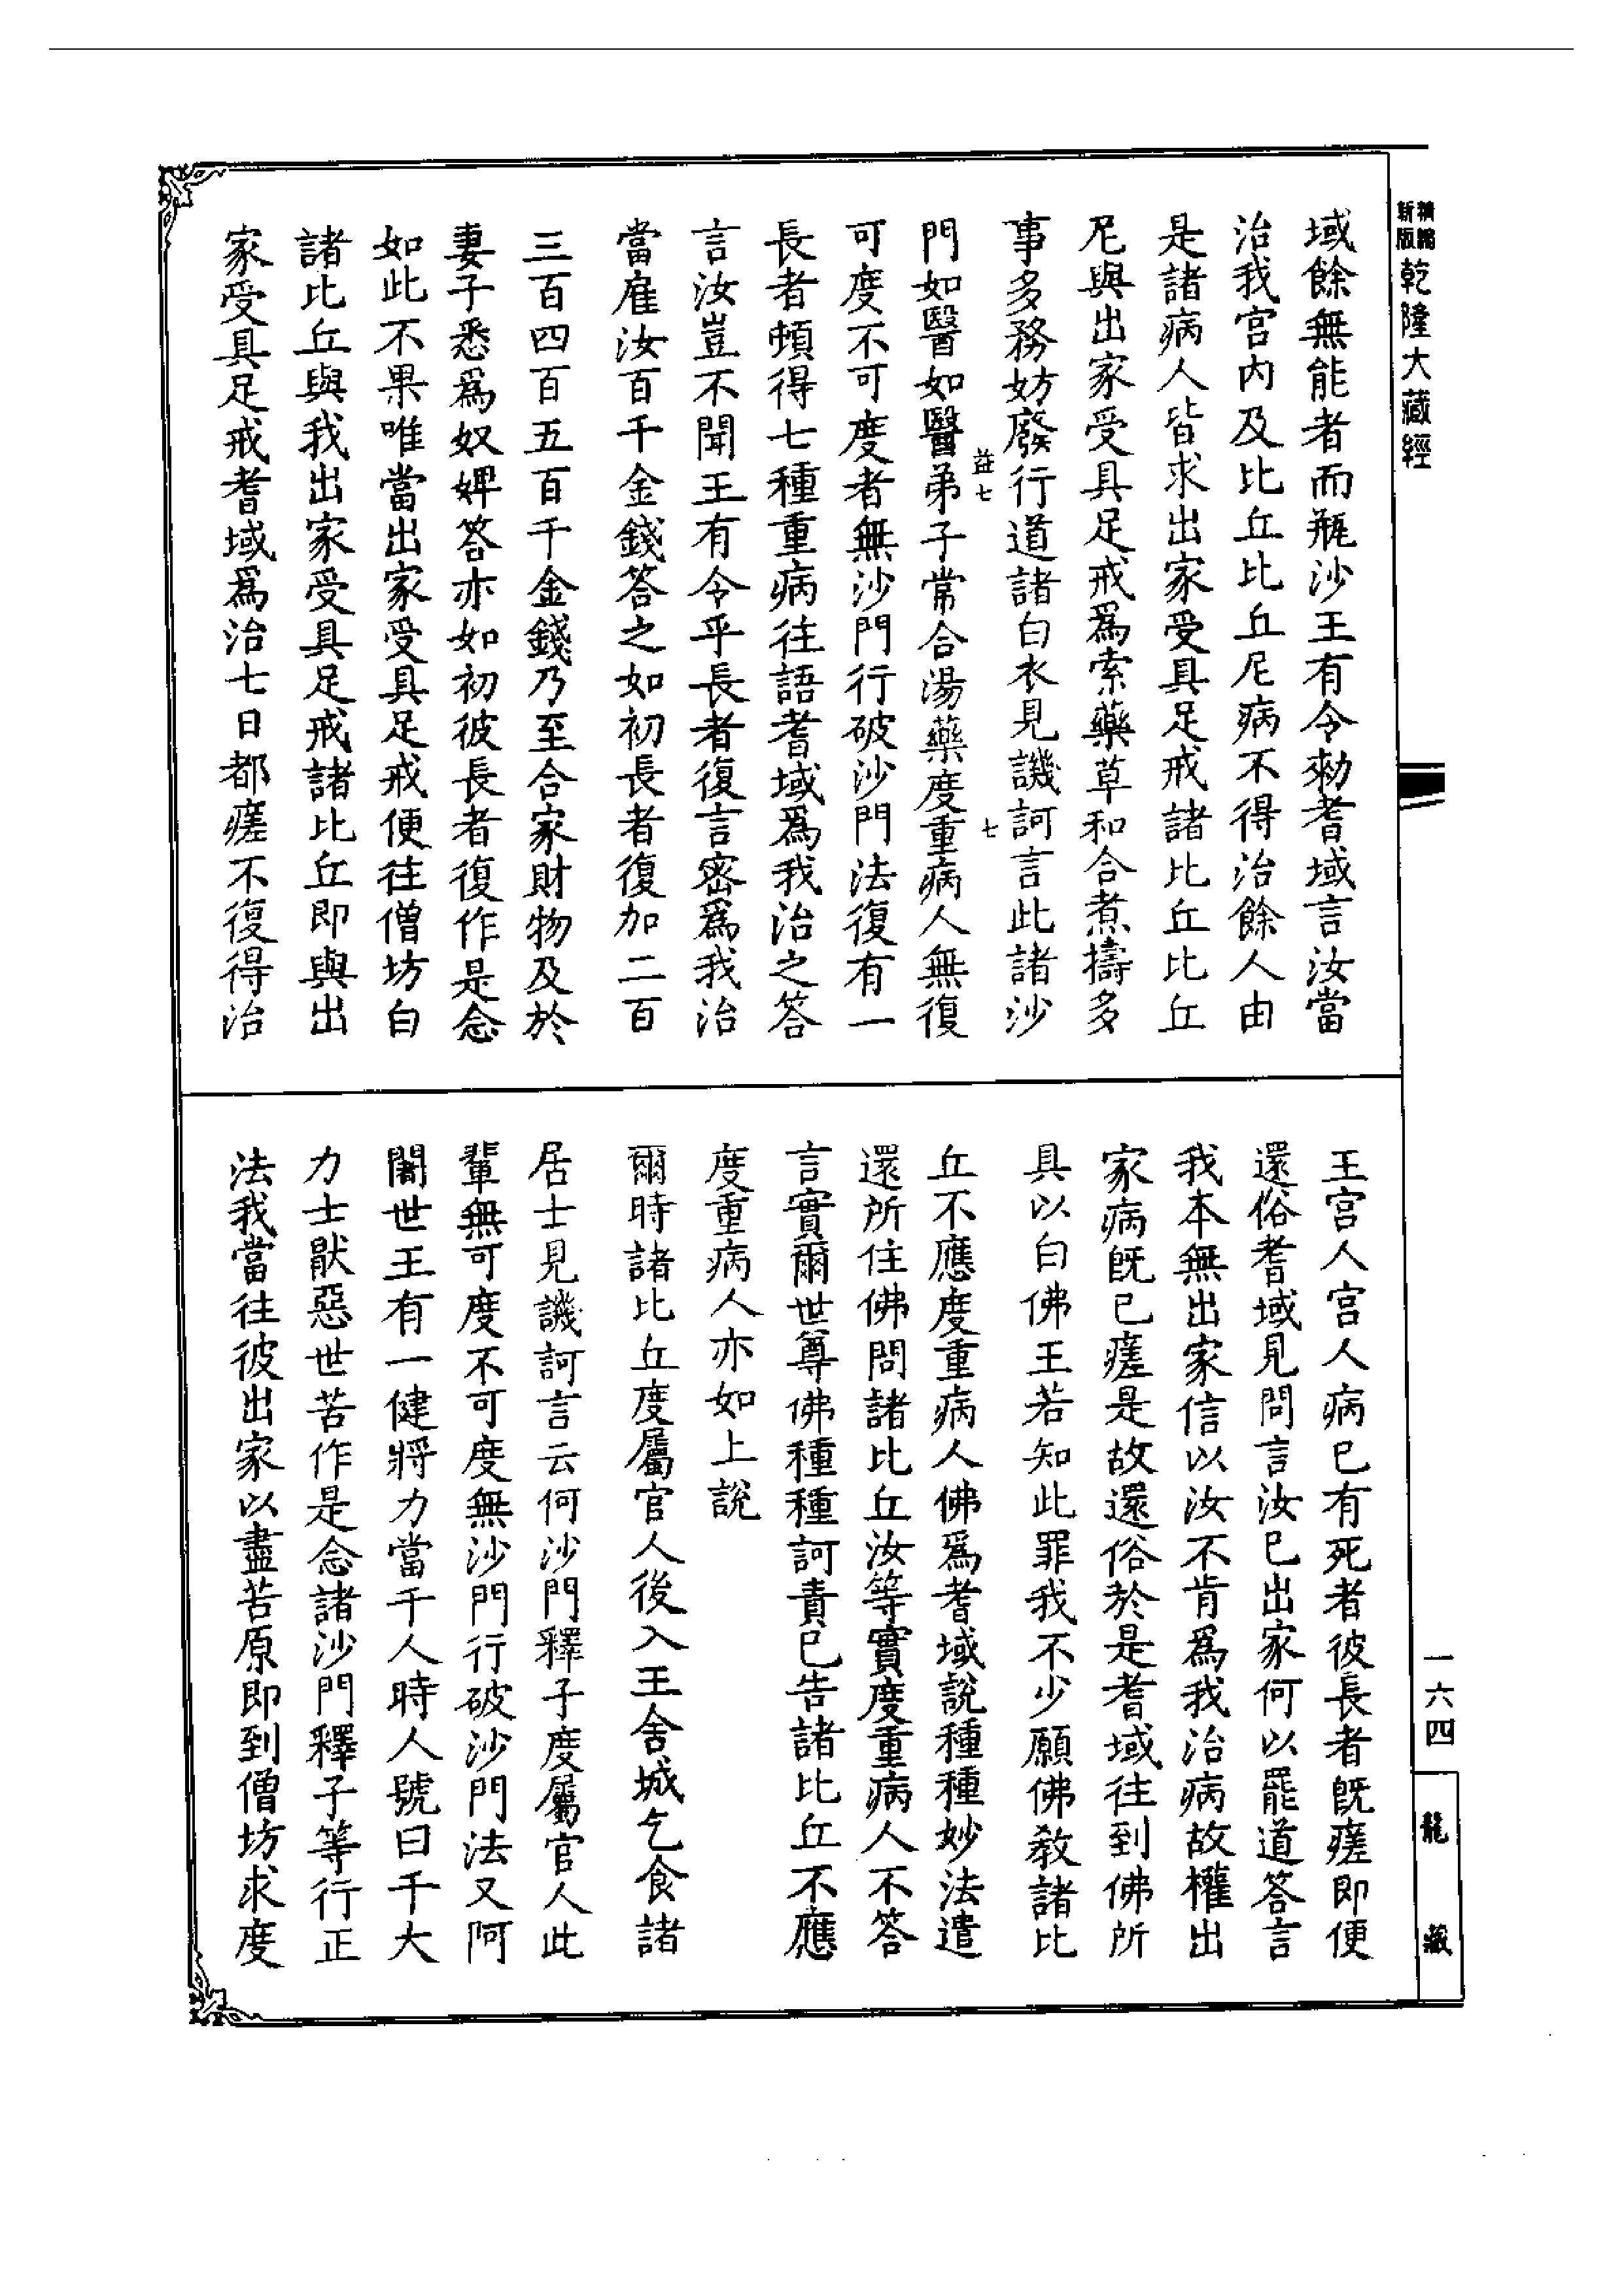 新版精縮乾隆大藏經
域餘無能者而瓶沙王有令勑耆域言汝當
治我宮內及比丘比丘尼病不得治餘人由
是諸病人皆求出家受具足戒諸比丘比丘
尼與出家受具足戒爲索藥草和合煮擣多
事多務妨廢行道諸白衣見譏訶言此諸沙
益七
七
門如醫如醫弟子常合湯藥度重病人無復
可度不可度者無沙門行破沙門法復有一
長者頓得七種重病往語耆域爲我治之答
言汝豈不聞王有令乎長者復言密爲我治
當雇汝百千金錢答之如初長者復加二百
三百四百五百千金錢乃至合家財物及於
妻子悉爲奴婢答亦如初彼長者復作是念
如此不果唯當出家受具足戒便往僧坊白
諸比丘與我出家受具足戒諸比丘即與出
家受具足戒耆域爲治七日都瘥不復得治
王宮人宮人病已有死者彼長者既瘥即便
還俗耆域見問言汝已出家何以罷道答言
我本無出家信以汝不肯爲我治病故權出
家病既已瘥是故還俗於是耆域往到佛所
具以白佛王若知此罪我不少願佛教諸比
丘不應度重病人佛爲耆域說種種妙法遣
還所住佛問諸比丘汝等實度重病人不答
言實爾世尊佛種種訶責已告諸比丘不應
度重病人亦如上說
爾時諸比丘度屬官人後入王舍城乞食諸
居士見譏訶言云何沙門釋子度屬官人此
輩無可度不可度無沙門行破沙門法又阿
闍世王有一健將力當千人時人號曰千大
力士厭惡世苦作是念諸沙門釋子等行正
法我當往彼出家以盡苦原即到僧坊求度
一六四
龍藏